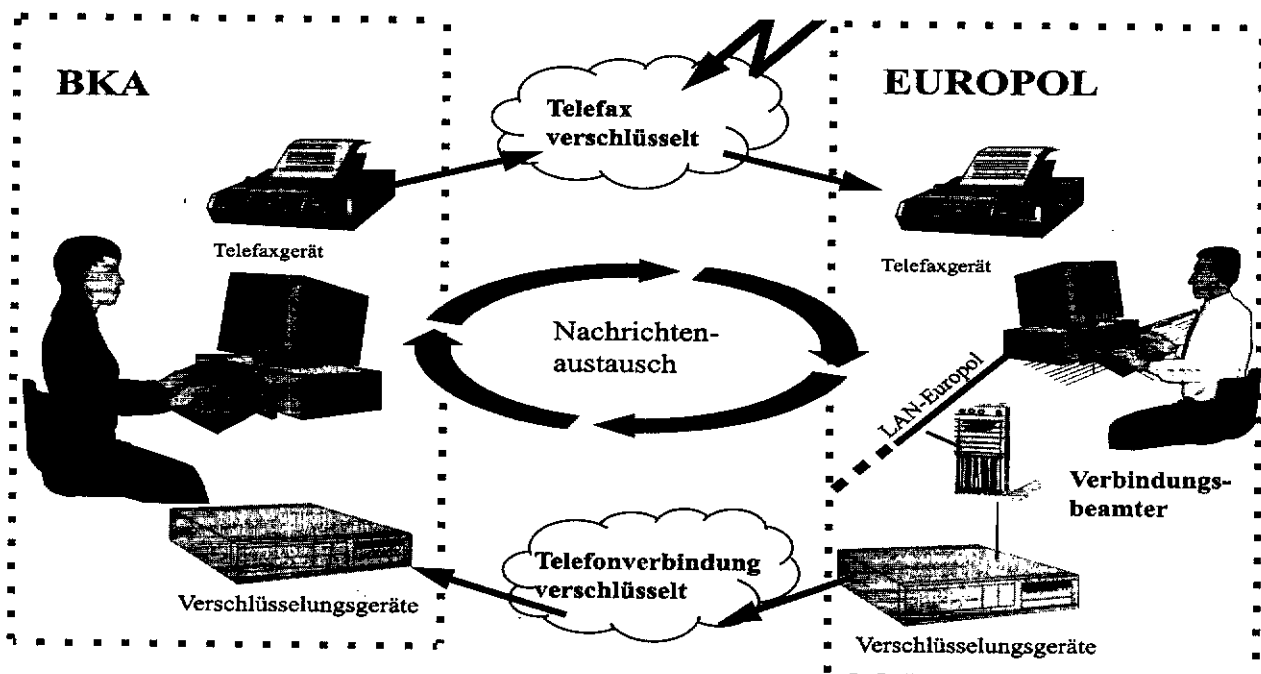 BKA
EUROPOL
Telefax
verschlüsselt
Telefaxgerät
Telefaxgerät
Nachrichten-
austausch
LAN-Europol
Verbindungs-
beamter
Telefonverbindung
verschlüsselt
Verschlüsselungsgeräte
Verschlüsselungsgeräte